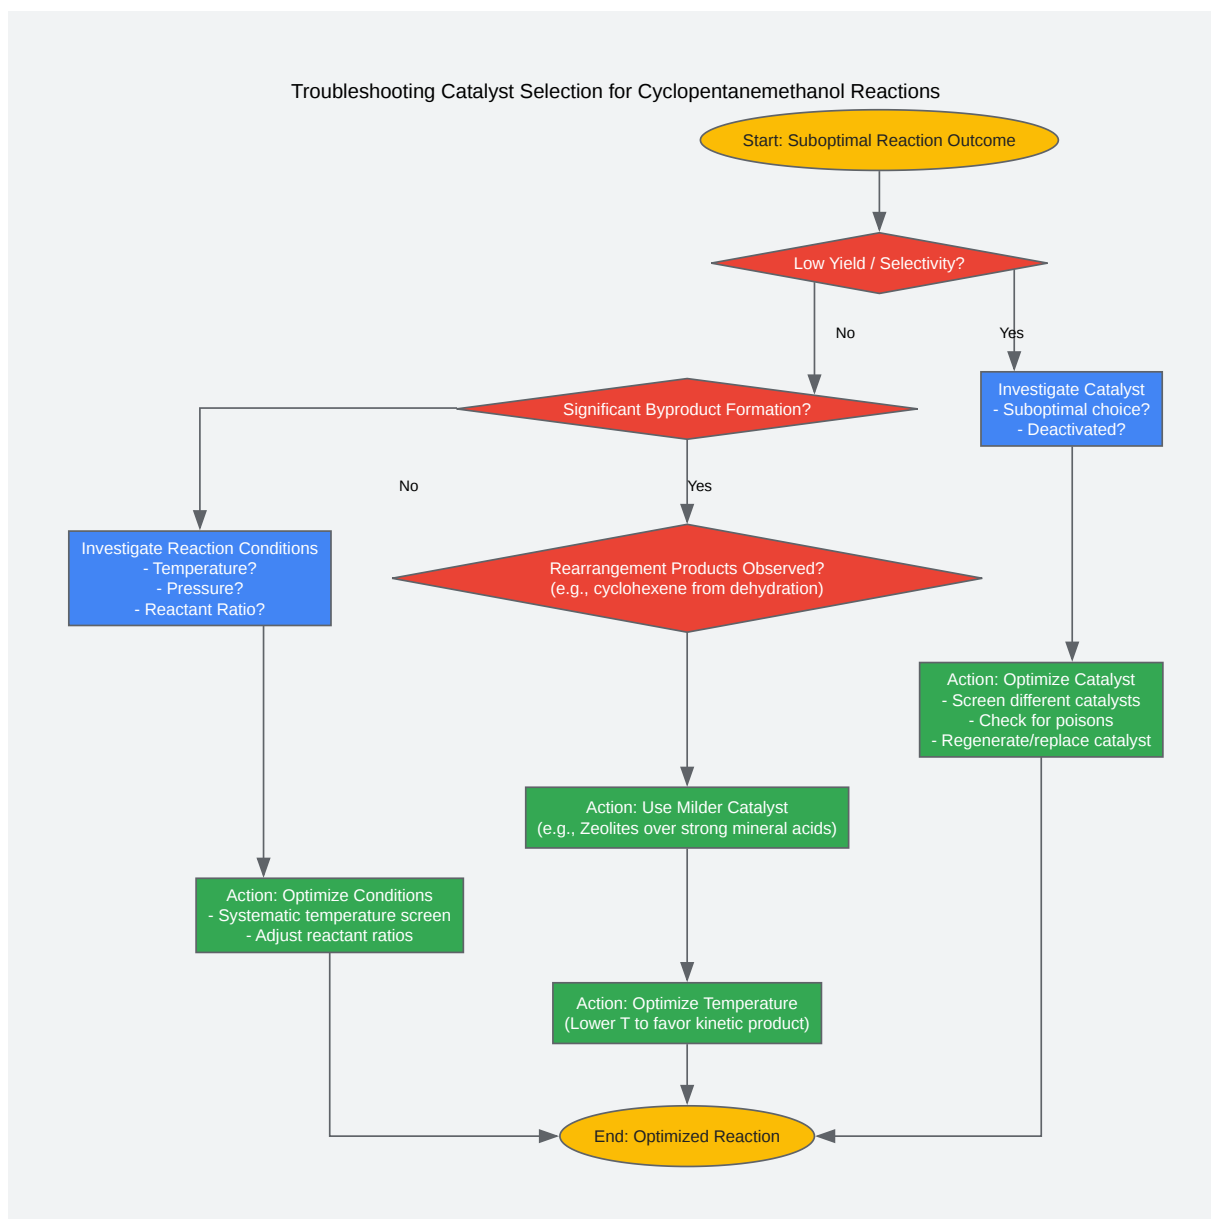 Troubleshooting Catalyst Selection for Cyclopentanemethanol Reactions
Start: Suboptimal Reaction Outcome
Low Yield / Selectivity?
No
Yes
Investigate Catalyst
- Suboptimal choice?
- Deactivated?
Significant Byproduct Formation?
No
Yes
Investigate Reaction Conditions
- Temperature?
- Pressure?
- Reactant Ratio?
Rearrangement Products Observed?
(e.g., cyclohexene from dehydration)
Action: Optimize Catalyst
- Screen different catalysts
- Check for poisons
- Regenerate/replace catalyst
Action: Use Milder Catalyst
(e.g., Zeolites over strong mineral acids)
Action: Optimize Conditions
- Systematic temperature screen
- Adjust reactant ratios
Action: Optimize Temperature
(Lower T to favor kinetic product)
End: Optimized Reaction